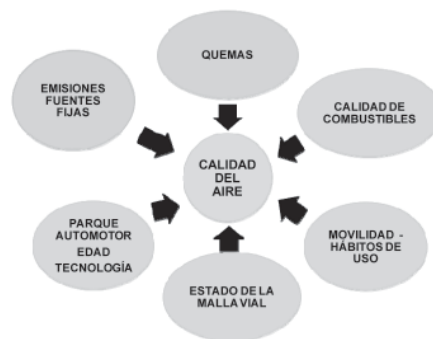 QUEMAS
EMISIONES
FUENTES
FIJAS
CALIDAD DE
COMBUSTIBLES
CALIDAD
DEL
AIRE
PARQUE
AUTOMOTOR
EDAD
TECNOLOGÍA
MOVILIDAD -
HÁBITOS DE
USO
ESTADO DE LA
MALLA VIAL